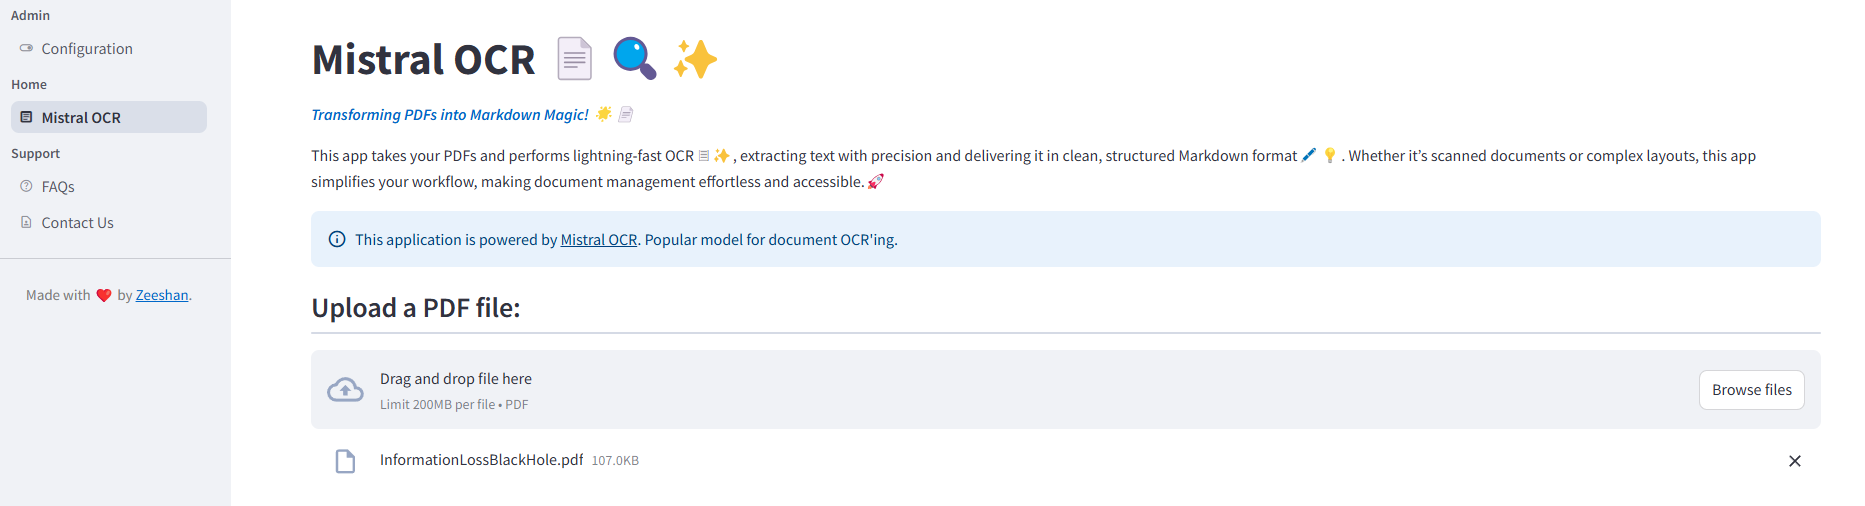 Admin
Configuration
Home
Mistral OCR
Support
FAQs
Contact Us
Made with ❤️ by Zeeshan.
Mistral OCR 📄 🔍 ✨
Transforming PDFs into Markdown Magic! 🌟 📄
This app takes your PDFs and performs lightning-fast OCR 📃 ✨ , extracting text with precision and delivering it in clean, structured Markdown format 🖊️ 💡 . Whether it’s scanned documents or complex layouts, this app
simplifies your workflow, making document management effortless and accessible. 🚀
This application is powered by Mistral OCR. Popular model for document OCR'ing.
Upload a PDF file:
Drag and drop file here
Limit 200MB per file • PDF
Browse files
InformationLossBlackHole.pdf 107.0KB